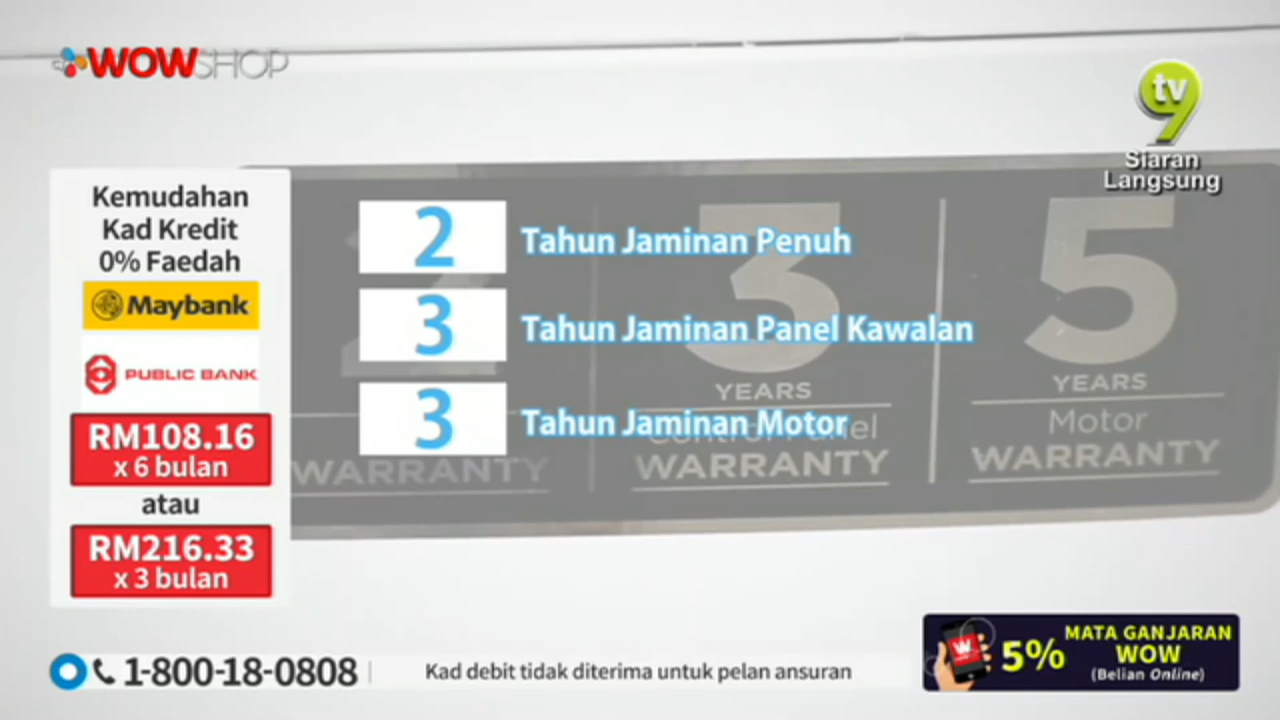 WOWSHOP
tv9
Siaran
Langsung
Kemudahan
Kad Kredit
0% Faedah
Maybank
PUBLIC BANK
RM108.16
x 6 bulan
atau
RM216.33
x 3 bulan
2 Tahun Jaminan Penuh
3 Tahun Jaminan Panel Kawalan
3 Tahun Jaminan Motor
WARRANTY
3
YEARS
Control Panel
WARRANTY
5
YEARS
Motor
WARRANTY
1-800-18-0808
Kad debit tidak diterima untuk pelan ansuran
5% MATA GANJARAN
WOW
(Belian Online)